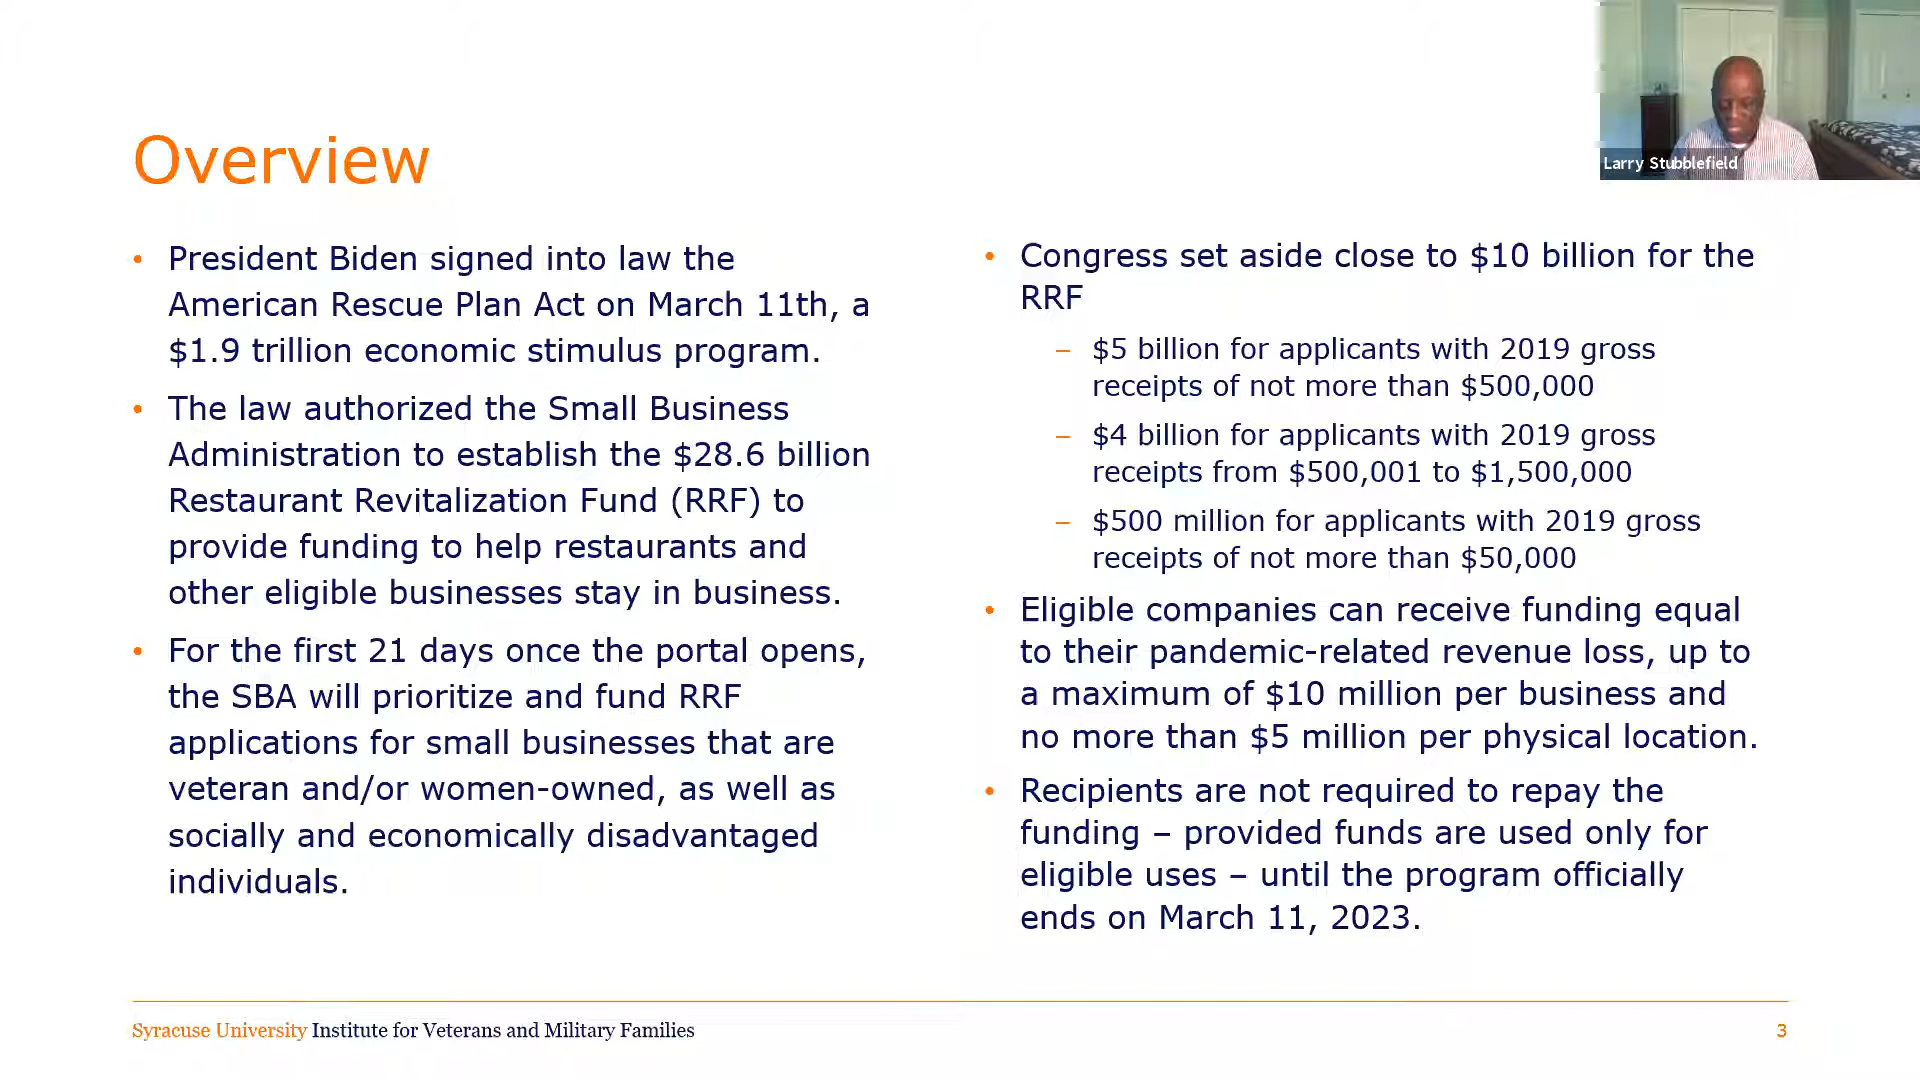 Larry Stubblefield
Overview
• President Biden signed into law the
American Rescue Plan Act on March 11th, a
$1.9 trillion economic stimulus program.
• The law authorized the Small Business
Administration to establish the $28.6 billion
Restaurant Revitalization Fund (RRF) to
provide funding to help restaurants and
other eligible businesses stay in business.
• For the first 21 days once the portal opens,
the SBA will prioritize and fund RRF
applications for small businesses that are
veteran and/or women-owned, as well as
socially and economically disadvantaged
individuals.
• Congress set aside close to $10 billion for the
RRF
– $5 billion for applicants with 2019 gross
receipts of not more than $500,000
– $4 billion for applicants with 2019 gross
receipts from $500,001 to $1,500,000
– $500 million for applicants with 2019 gross
receipts of not more than $50,000
• Eligible companies can receive funding equal
to their pandemic-related revenue loss, up to
a maximum of $10 million per business and
no more than $5 million per physical location.
• Recipients are not required to repay the
funding – provided funds are used only for
eligible uses – until the program officially
ends on March 11, 2023.
Syracuse University Institute for Veterans and Military Families
3